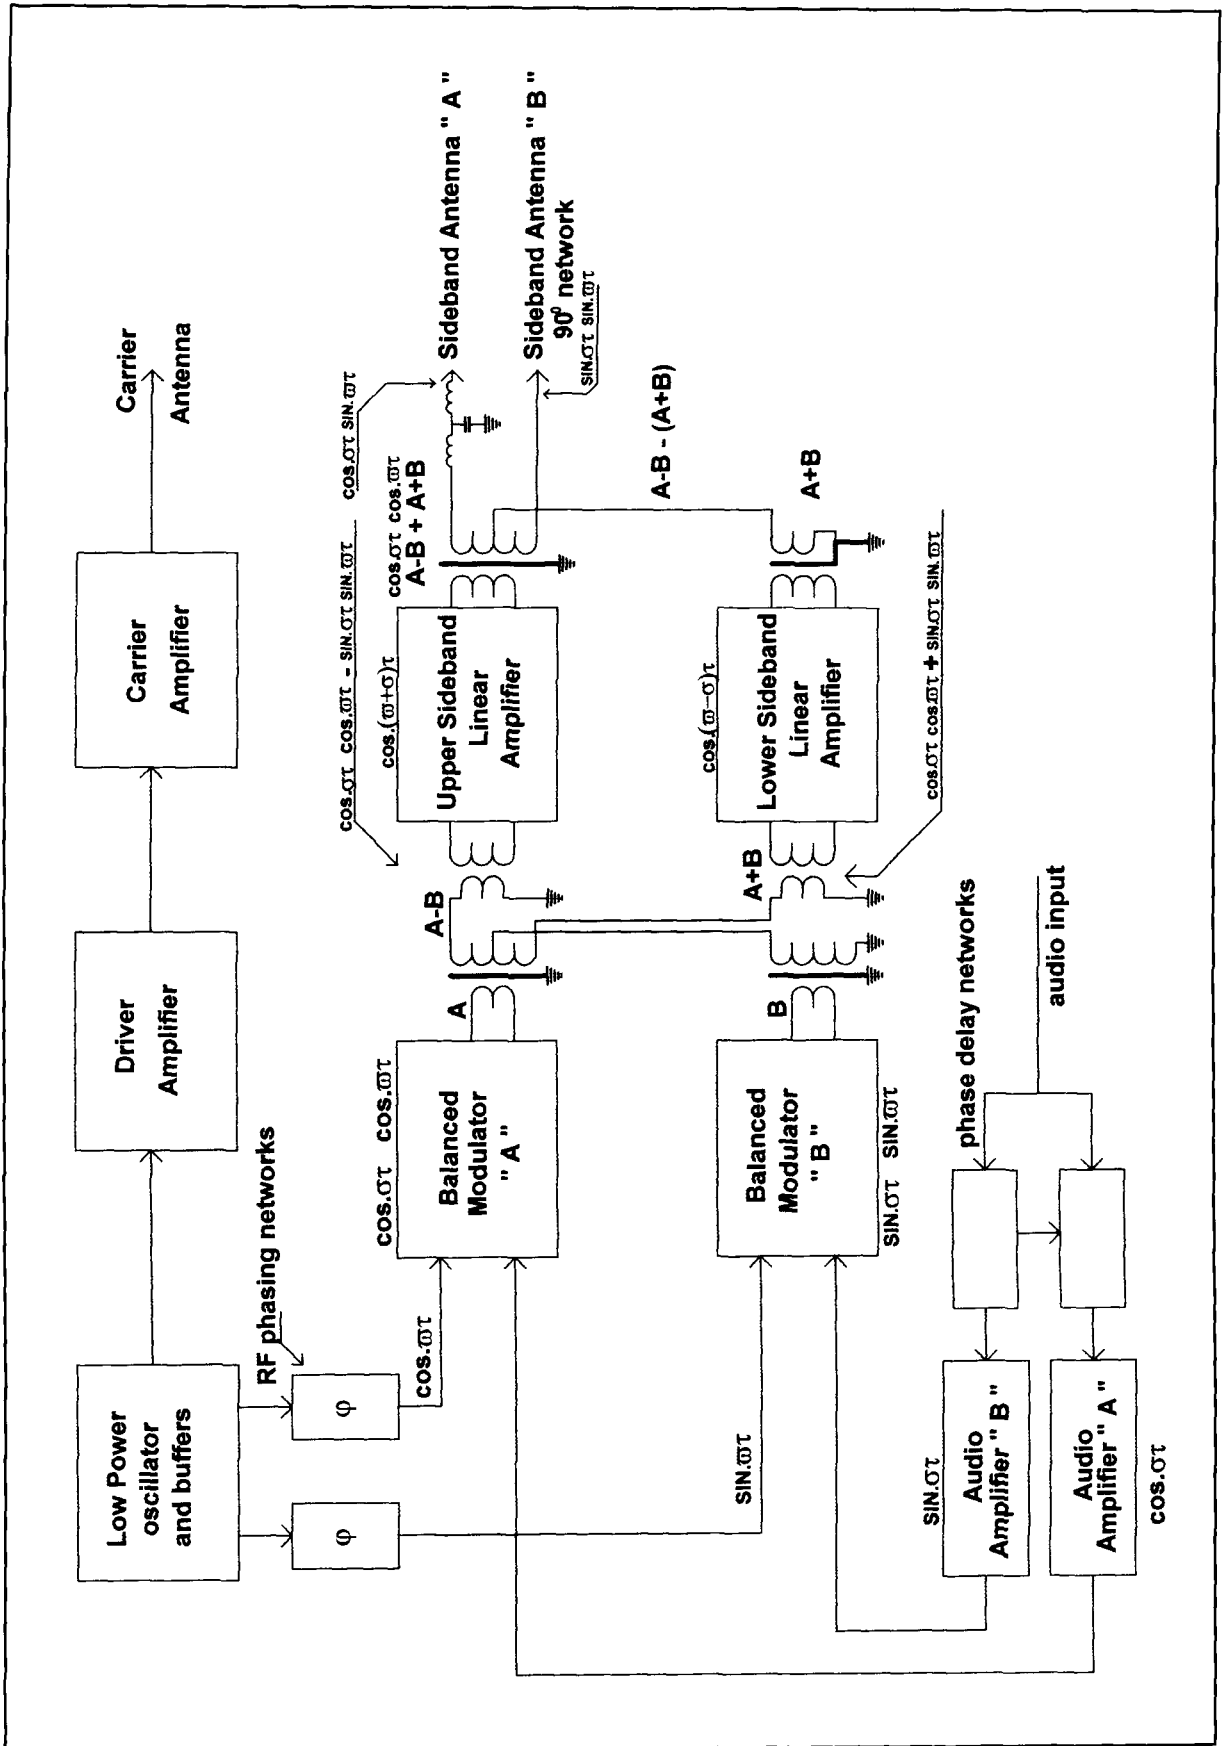 Low Power
oscillator
and buffers
Driver
Amplifier
Carrier
Amplifier
Carrier
Antenna
RF phasing networks
φ
φ
cos.ϖτ
SIN.ϖτ
cos.στ cos.ϖτ
Balanced
Modulator
" A "
A
A-B
cos.στ cos.ϖτ - SIN.στ SIN.ϖτ
cos.(ϖ+σ)τ
Upper Sideband
Linear
Amplifier
cos.στ cos.ϖτ
A-B + A+B
cos.στ SIN.ϖτ
Sideband Antenna " A "
Sideband Antenna " B "
90⁰ network
SIN.στ SIN.ϖτ
A-B - (A+B)
Balanced
Modulator
" B "
SIN.στ SIN.ϖτ
B
A+B
cos.(ϖ-σ)τ
Lower Sideband
Linear
Amplifier
A+B
cos.στ cosϖτ + SIN.στ SIN.ϖτ
SIN.στ
Audio
Amplifier " B "
Audio
Amplifier " A "
cos.στ
phase delay networks
audio input